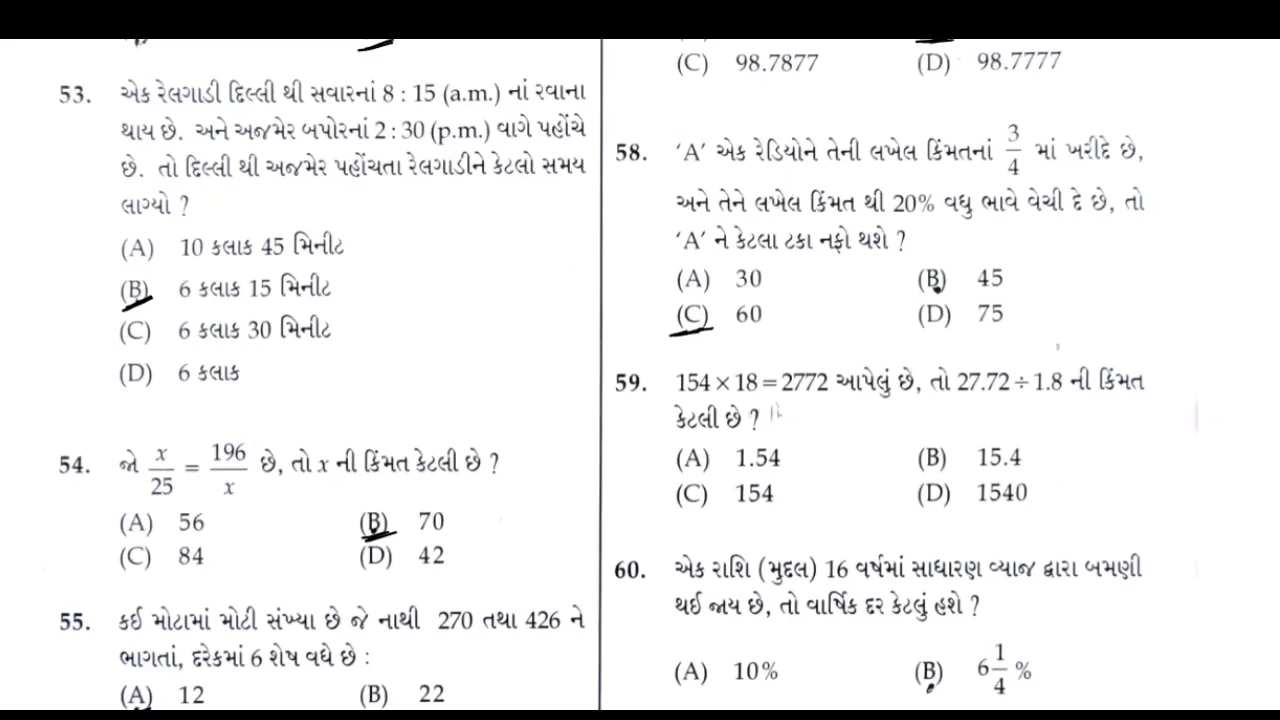 53. એક રેલગાડી દિલ્લી થી સવારનાં 8 : 15 (a.m.) નાં રવાના
થાય છે. અને અજમેર બપોરનાં 2 : 30 (p.m.) વાગે પહોંચે
છે. તો દિલ્લી થી અજમેર પહોંચતા રેલગાડીને કેટલો સમય
લાગ્યો ?
(A) 10 કલાક 45 મિનીટ
(B) 6 કલાક 15 મિનીટ
(C) 6 કલાક 30 મિનીટ
(D) 6 કલાક
54. જો x/25 = 196/x છે, તો x ની કિંમત કેટલી છે ?
(A) 56 (B) 70
(C) 84 (D) 42
55. કઈ મોટામાં મોટી સંખ્યા છે જે નાથી 270 તથા 426 ને
ભાગતાં, દરેકમાં 6 શેષ વધે છે :
(A) 12 (B) 22
(C) 98.7877 (D) 98.7777
58. 'A' એક રેડિયોને તેની લખેલ કિંમતનાં 3/4 માં ખરીદે છે,
અને તેને લખેલ કિંમત થી 20% વધુ ભાવે વેચી દે છે, તો
'A' ને કેટલા ટકા નફો થશે ?
(A) 30 (B) 45
(C) 60 (D) 75
59. 154 × 18 = 2772 આપેલું છે, તો 27.72 ÷ 1.8 ની કિંમત
કેટલી છે ?
(A) 1.54 (B) 15.4
(C) 154 (D) 1540
60. એક રાશિ (મુદ્દલ) 16 વર્ષમાં સાધારણ વ્યાજ દ્વારા બમણી
થઈ જાય છે, તો વાર્ષિક દર કેટલું હશે ?
(A) 10% (B) 6 1/4 %